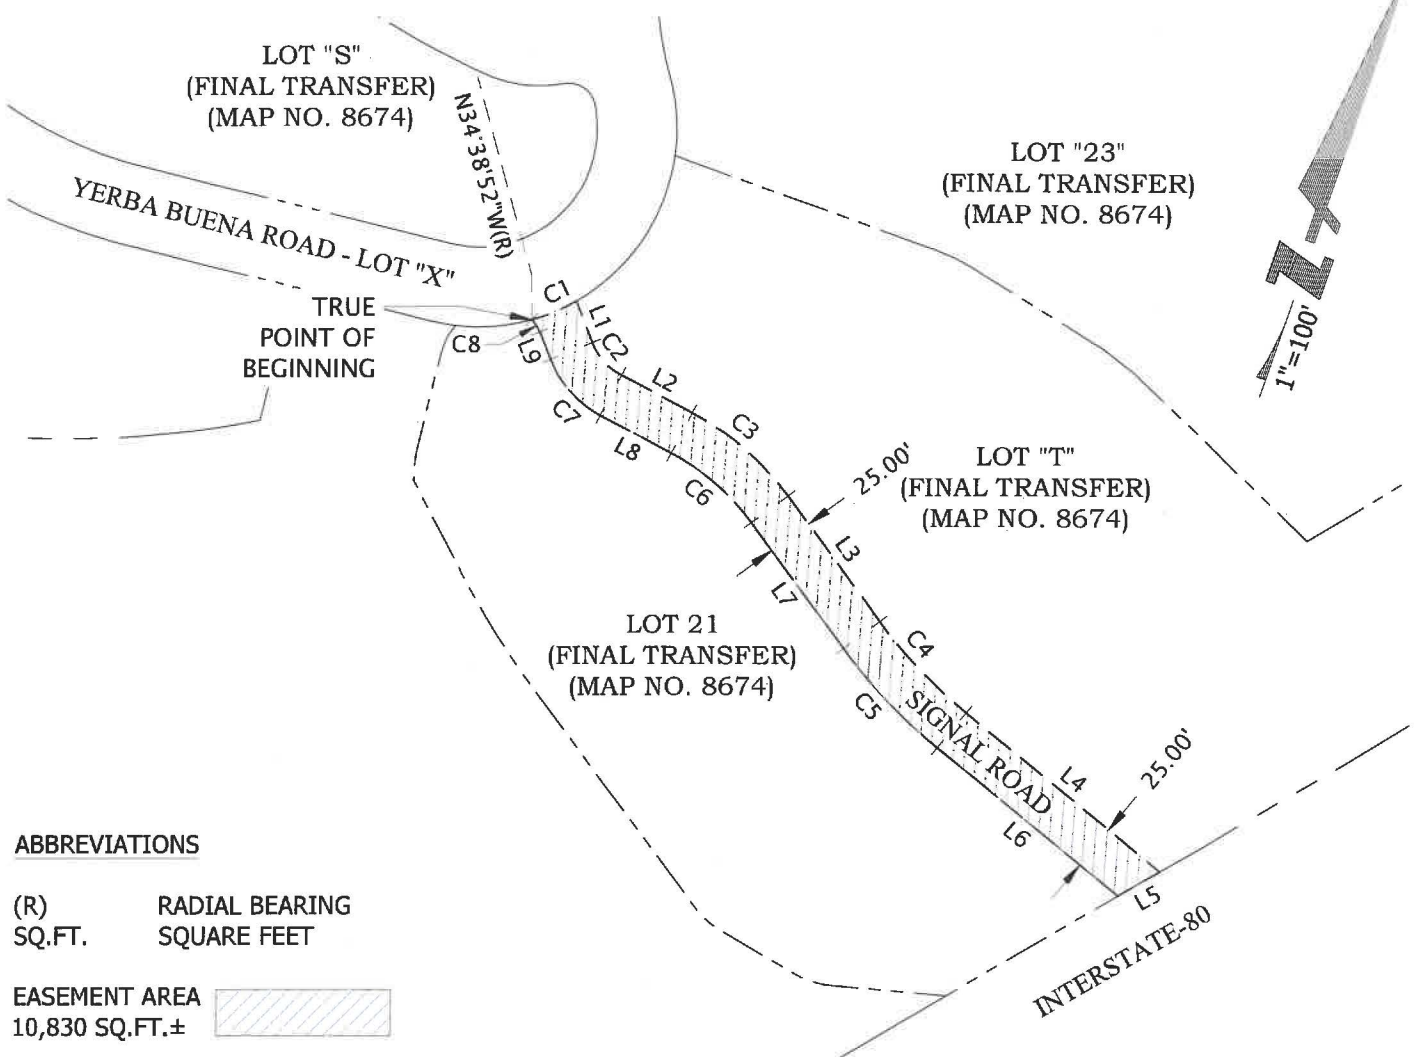 LOT "S"
(FINAL TRANSFER)
(MAP NO. 8674)
N34°38'52"W(R)
LOT "23"
(FINAL TRANSFER)
(MAP NO. 8674)
YERBA BUENA ROAD - LOT "X"
Z
1"=100'
TRUE
POINT OF
BEGINNING
C1
L1
C2
C8
L9
L2
C7
C3
L8
C6
25.00'
LOT "T"
(FINAL TRANSFER)
(MAP NO. 8674)
L3
L7
LOT 21
(FINAL TRANSFER)
(MAP NO. 8674)
C4
C5
SIGNAL ROAD
25.00'
L4
L6
L5
INTERSTATE-80
ABBREVIATIONS
(R) RADIAL BEARING
SQ.FT. SQUARE FEET
EASEMENT AREA
10,830 SQ.FT.±